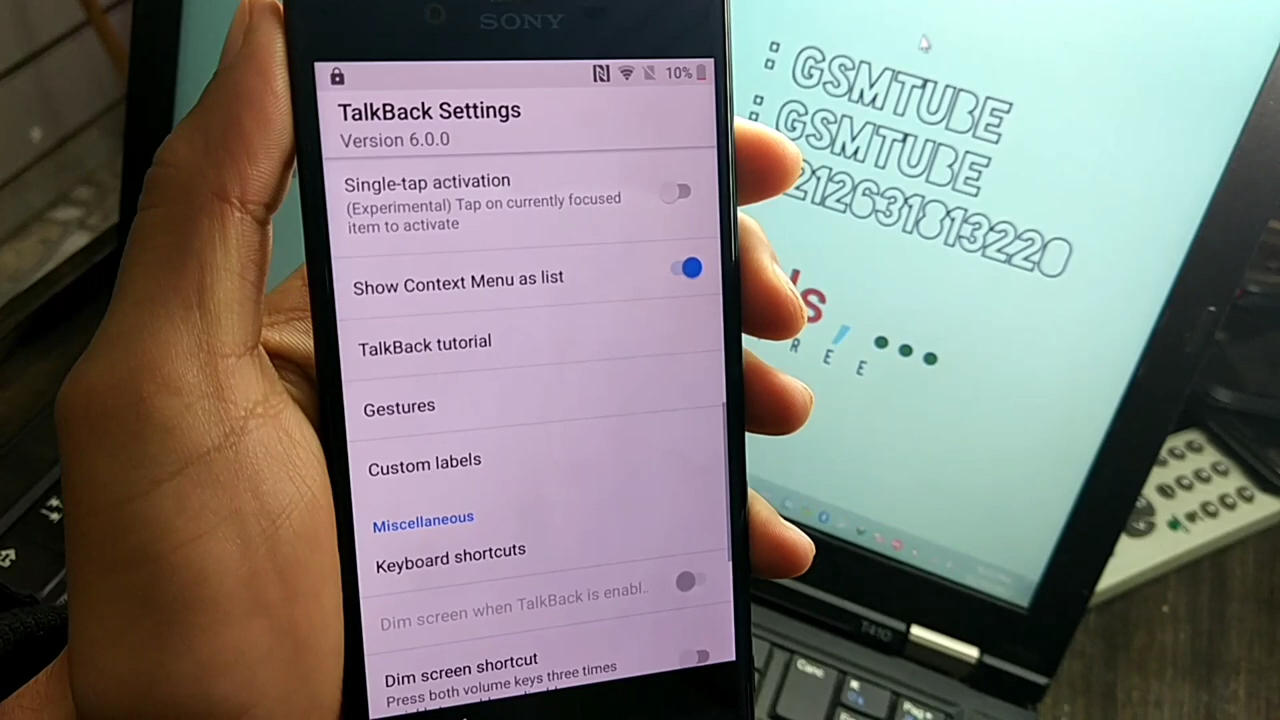 SONY
10%
TalkBack Settings
Version 6.0.0
Single-tap activation
(Experimental) Tap on currently focused
item to activate
Show Context Menu as list
TalkBack tutorial
Gestures
Custom labels
Miscellaneous
Keyboard shortcuts
Dim screen when TalkBack is enabl..
Dim screen shortcut
Press both volume keys three times
: GSMTUBE
: GSMTUBE
212631813220
R E E
T410